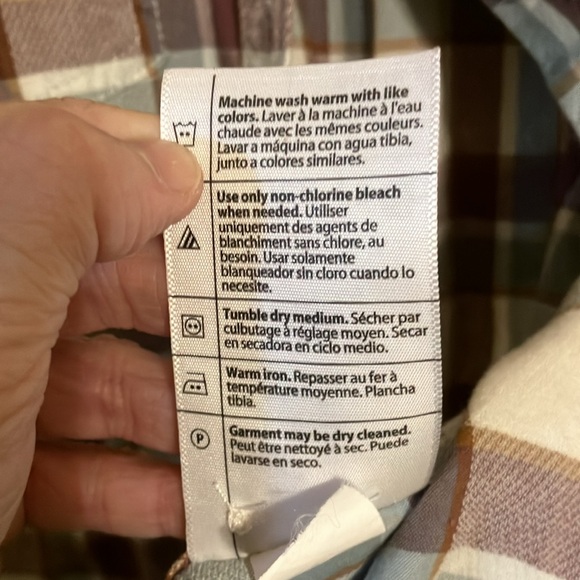 Machine wash warm with like
colors. Laver à la machine à l'eau
chaude avec les mêmes couleurs.
Lavar a máquina con agua tibia,
junto a colores similares.
Use only non-chlorine bleach
when needed. Utiliser
uniquement des agents de
blanchiment sans chlore, au
besoin. Usar solamente
blanqueador sin cloro cuando lo
necesite.
Tumble dry medium. Sécher par
culbutage à réglage moyen. Secar
en secadora en ciclo medio.
Warm iron. Repasser au fer à
température moyenne. Plancha
tibia.
P
Garment may be dry cleaned.
Peut être nettoyé à sec. Puede
lavarse en seco.